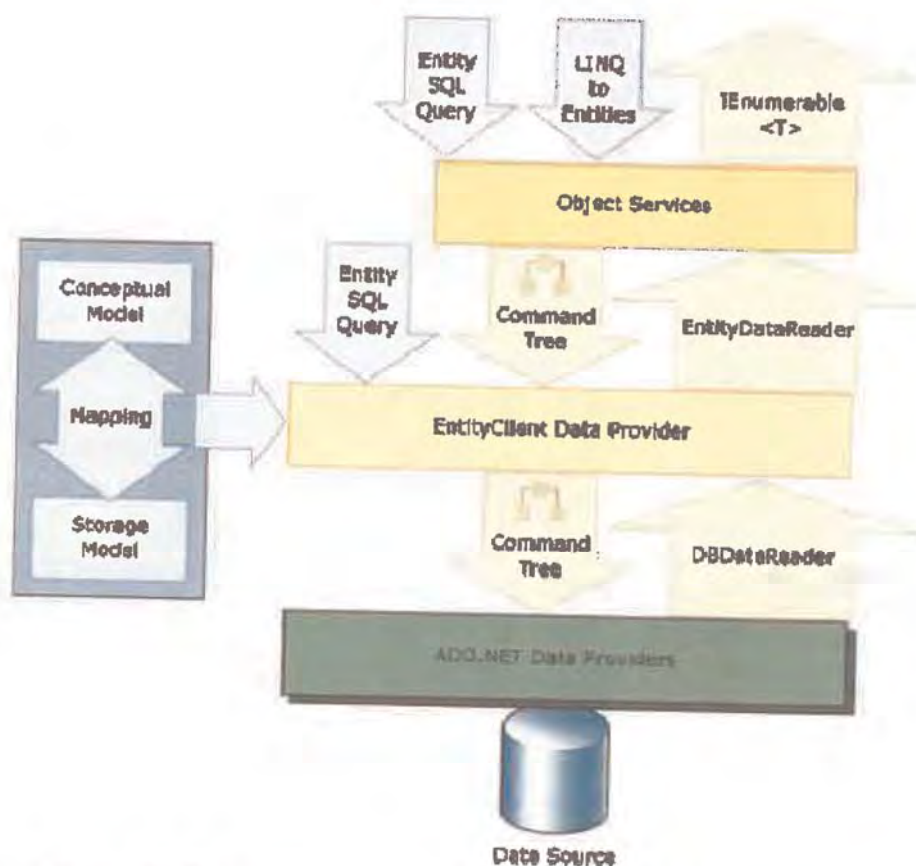 Entity
SQL
Query
LINQ
to
Entities
IEnumerable
<T>
Object Services
Conceptual
Model
Entity
SQL
Query
Command
Tree
EntityDataReader
Mapping
EntityClient Data Provider
Storage
Model
Command
Tree
DBDataReader
ADO.NET Data Providers
Data Source